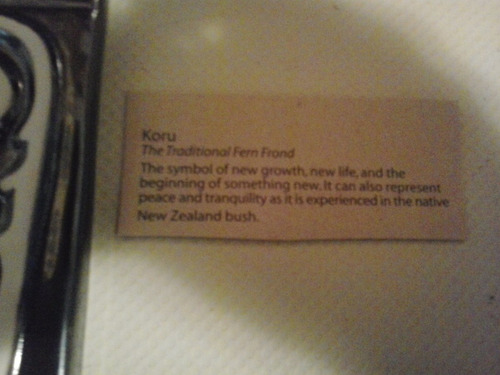 Koru
The Traditional Fern Frond
The symbol of new growth, new life, and the
beginning of something new. It can also represent
peace and tranquility as it is experienced in the native
New Zealand bush.